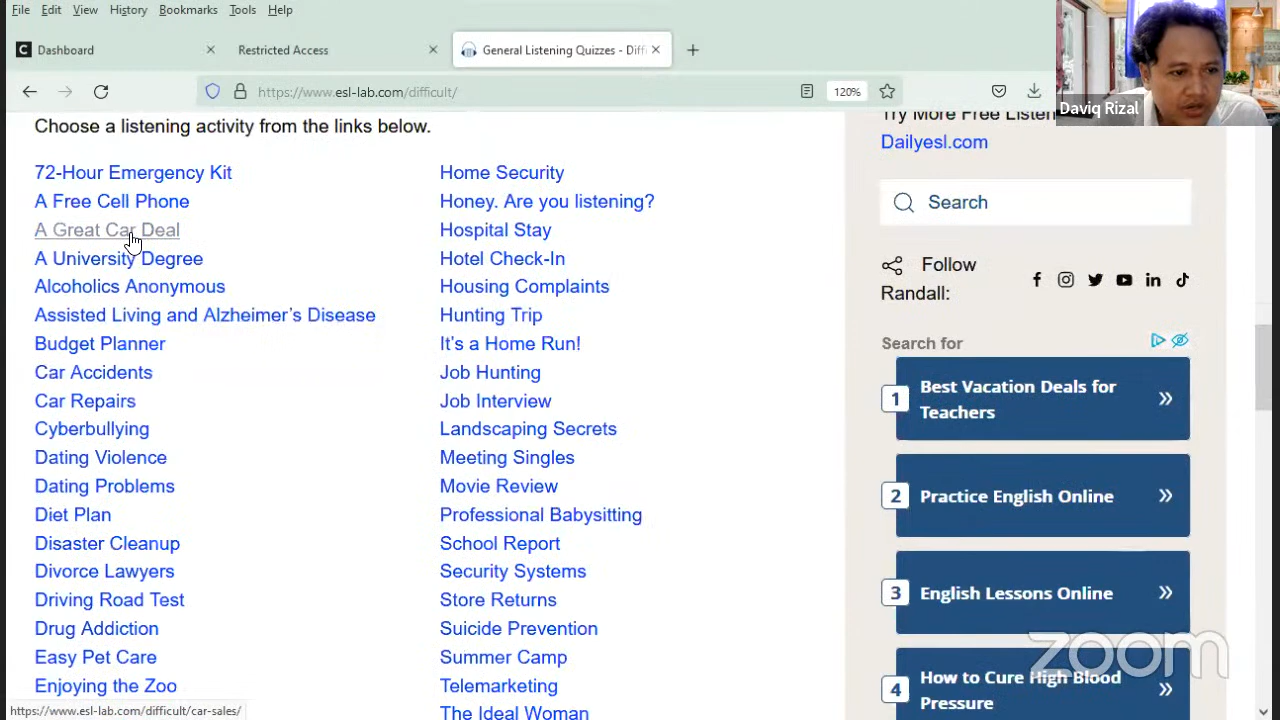 File Edit View History Bookmarks Tools Help
Dashboard
Restricted Access
General Listening Quizzes - Diff
https://www.esl-lab.com/difficult/
120%
Daviq Rizal
Choose a listening activity from the links below.
72-Hour Emergency Kit
A Free Cell Phone
A Great Car Deal
A University Degree
Alcoholics Anonymous
Assisted Living and Alzheimer's Disease
Budget Planner
Car Accidents
Car Repairs
Cyberbullying
Dating Violence
Dating Problems
Diet Plan
Disaster Cleanup
Divorce Lawyers
Driving Road Test
Drug Addiction
Easy Pet Care
Enjoying the Zoo
Home Security
Honey. Are you listening?
Hospital Stay
Hotel Check-In
Housing Complaints
Hunting Trip
It's a Home Run!
Job Hunting
Job Interview
Landscaping Secrets
Meeting Singles
Movie Review
Professional Babysitting
School Report
Security Systems
Store Returns
Suicide Prevention
Summer Camp
Telemarketing
The Ideal Woman
Try More Free Listen
Dailyesl.com
Search
Follow
Randall:
Search for
1
Best Vacation Deals for
Teachers
2
Practice English Online
3
English Lessons Online
4
How to Cure High Blood
Pressure
zoom
https://www.esl-lab.com/difficult/car-sales/